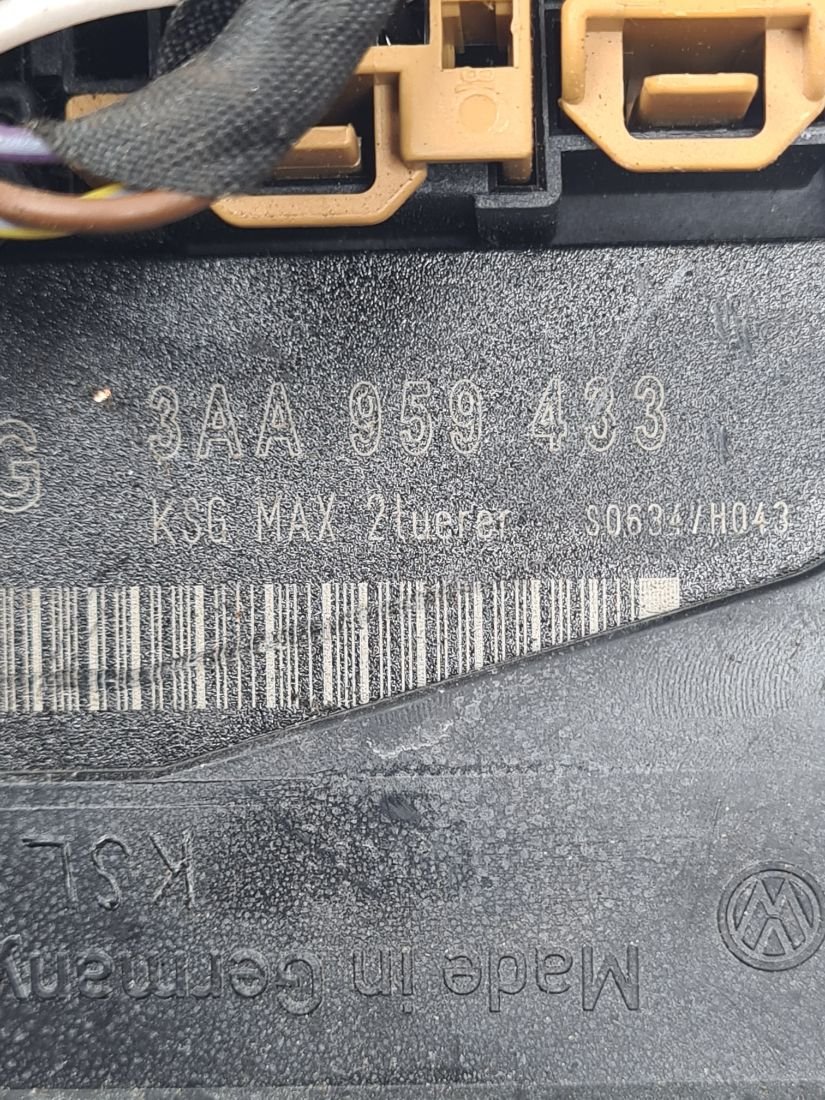 G 3AA 959 433
KSG MAX 2tuerer S0634/H043
KSL
Made in Germany